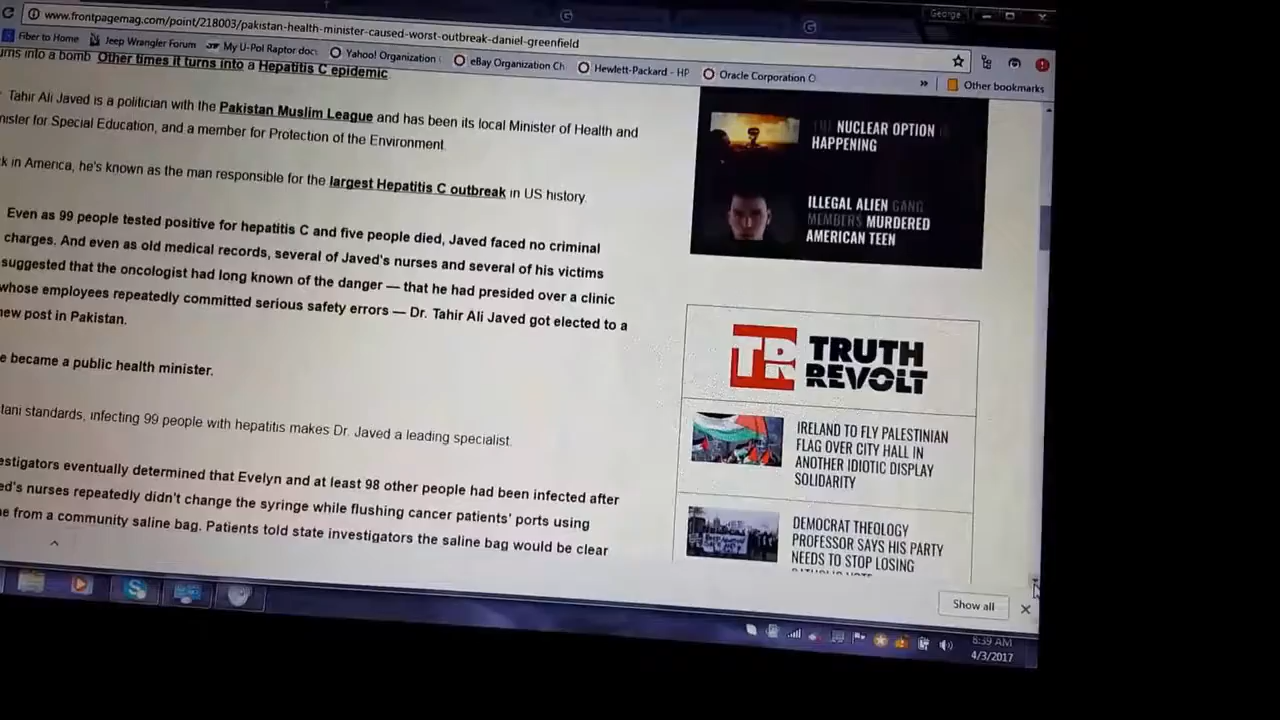 George
www.frontpagemag.com/point/218003/pakistan-health-minister-caused-worst-outbreak-daniel-greenfield
Fiber to Home
Jeep Wrangler Forum
My U-Pol Raptor doc
Yahoo! Organization
eBay Organization Ch
Hewlett-Packard - HP
Oracle Corporation O
»
Other bookmarks
urns into a bomb Other times it turns into a Hepatitis C epidemic
Tahir Ali Javed is a politician with the Pakistan Muslim League and has been its local Minister of Health and
nister for Special Education, and a member for Protection of the Environment.
ck in America, he's known as the man responsible for the largest Hepatitis C outbreak in US history.
Even as 99 people tested positive for hepatitis C and five people died, Javed faced no criminal
charges. And even as old medical records, several of Javed's nurses and several of his victims
suggested that the oncologist had long known of the danger — that he had presided over a clinic
whose employees repeatedly committed serious safety errors — Dr. Tahir Ali Javed got elected to a
new post in Pakistan.
e became a public health minister.
tani standards, infecting 99 people with hepatitis makes Dr. Javed a leading specialist.
estigators eventually determined that Evelyn and at least 98 other people had been infected after
ed's nurses repeatedly didn't change the syringe while flushing cancer patients' ports using
ne from a community saline bag. Patients told state investigators the saline bag would be clear
THE NUCLEAR OPTION IS
HAPPENING
ILLEGAL ALIEN GANG
MEMBERS MURDERED
AMERICAN TEEN
TR TRUTH
REVOLT
IRELAND TO FLY PALESTINIAN
FLAG OVER CITY HALL IN
ANOTHER IDIOTIC DISPLAY
SOLIDARITY
DEMOCRAT THEOLOGY
PROFESSOR SAYS HIS PARTY
NEEDS TO STOP LOSING
Show all
8:39 AM
4/3/2017